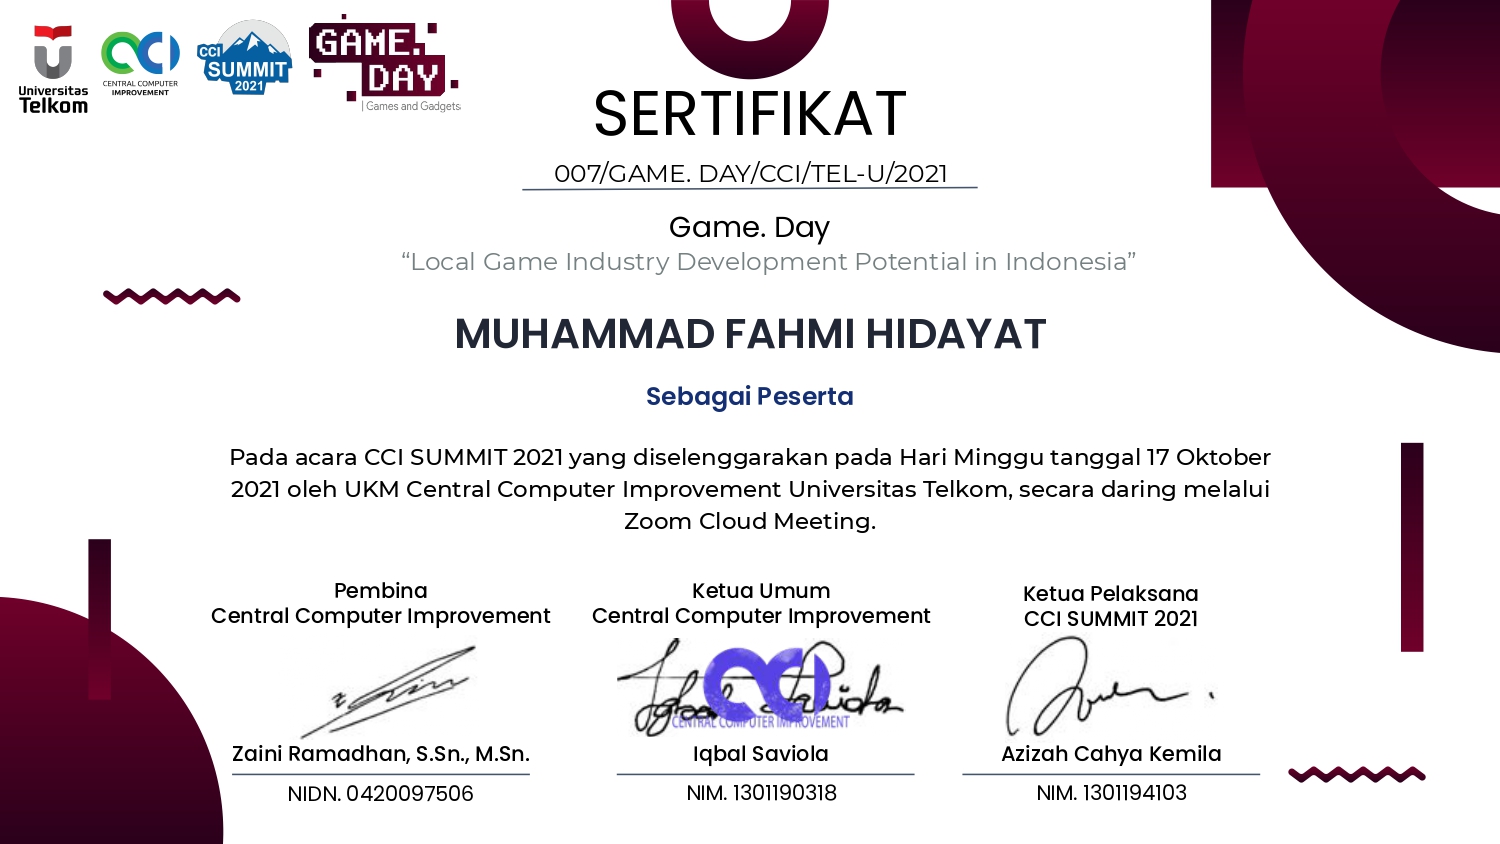 Universitas
Telkom
CCI
CENTRAL COMPUTER
IMPROVEMENT
CCI
SUMMIT
2021
GAME.
DAY
| Games and Gadgets
SERTIFIKAT
007/GAME. DAY/CCI/TEL-U/2021
Game. Day
“Local Game Industry Development Potential in Indonesia”
MUHAMMAD FAHMI HIDAYAT
Sebagai Peserta
Pada acara CCI SUMMIT 2021 yang diselenggarakan pada Hari Minggu tanggal 17 Oktober
2021 oleh UKM Central Computer Improvement Universitas Telkom, secara daring melalui
Zoom Cloud Meeting.
Pembina
Central Computer Improvement
Zaini Ramadhan, S.Sn., M.Sn.
NIDN. 0420097506
Ketua Umum
Central Computer Improvement
Iqbal Saviola
CCI
CENTRAL COMPUTER IMPROVEMENT
Iqbal Saviola
NIM. 1301190318
Ketua Pelaksana
CCI SUMMIT 2021
Azizah Cahya Kemila
NIM. 1301194103